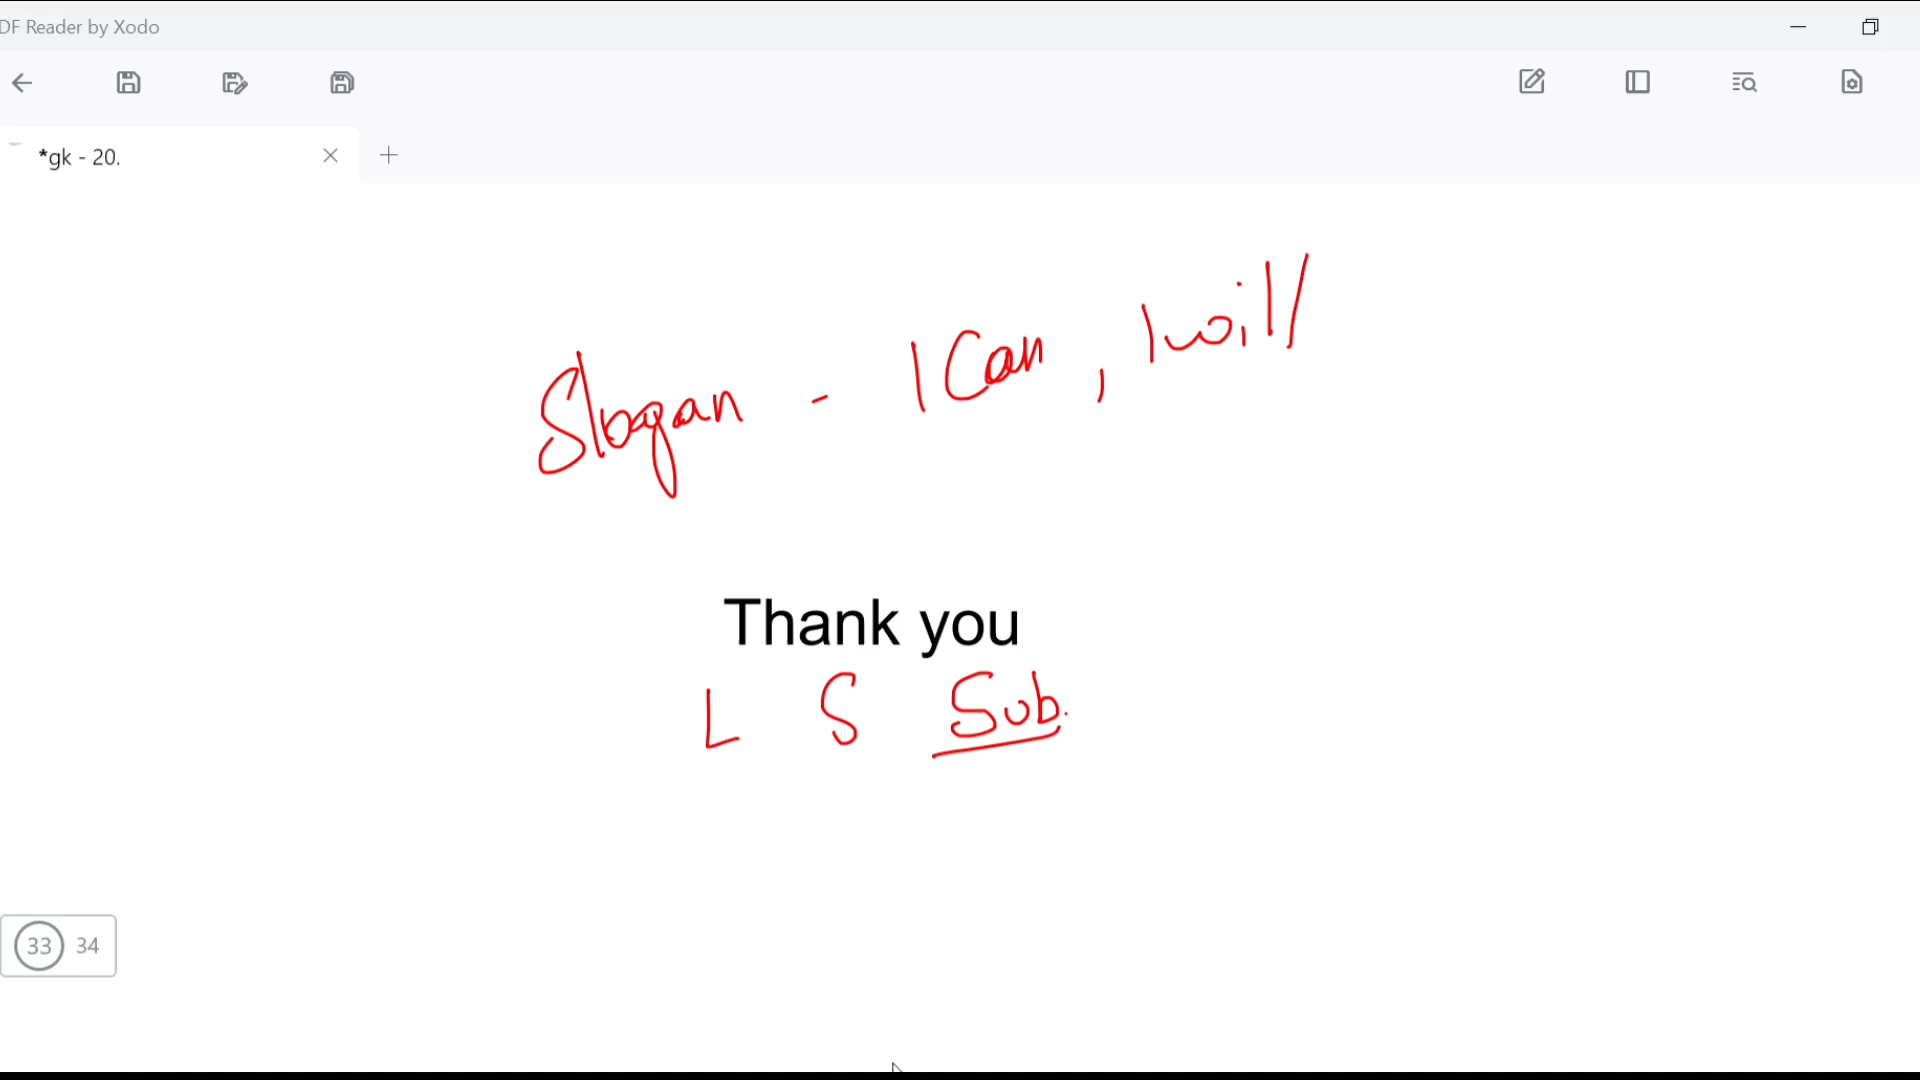 DF Reader by Xodo
*gk - 20.
Slogan - I Can, I will
Thank you
L S Sub.
33 34